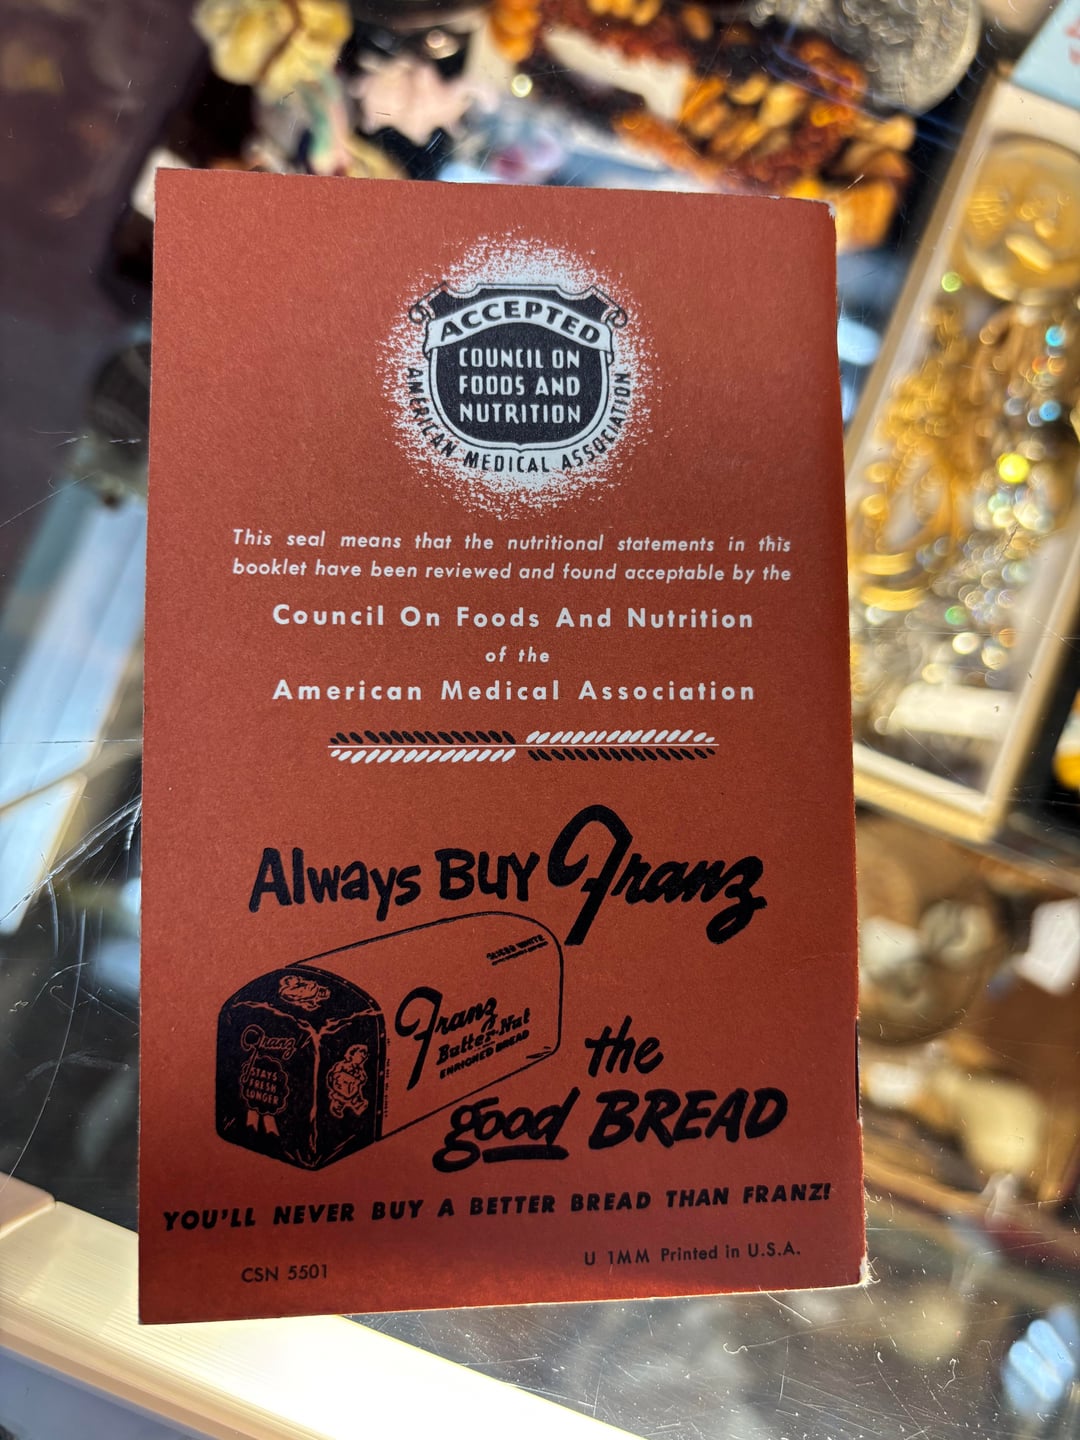 ACCEPTED
COUNCIL ON
FOODS AND
NUTRITION
AMERICAN MEDICAL ASSOCIATION
This seal means that the nutritional statements in this
booklet have been reviewed and found acceptable by the
Council On Foods And Nutrition
of the
American Medical Association
Always BUY Franz
SLICED WHITE
Franz
Butter-Nut
ENRICHED BREAD
Franz
STAYS
FRESH
LONGER
the
good BREAD
YOU'LL NEVER BUY A BETTER BREAD THAN FRANZ!
CSN 5501
U 1MM Printed in U.S.A.